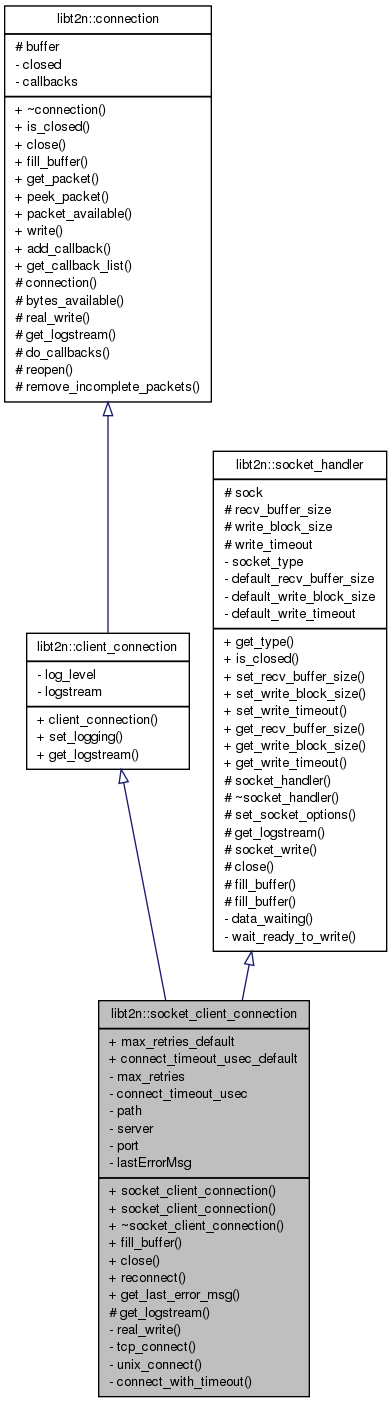 libt2n::connection
# buffer
- closed
- callbacks
+ ~connection()
+ is_closed()
+ close()
+ fill_buffer()
+ get_packet()
+ peek_packet()
+ packet_available()
+ write()
+ add_callback()
+ get_callback_list()
# connection()
# bytes_available()
# real_write()
# get_logstream()
# do_callbacks()
# reopen()
# remove_incomplete_packets()
libt2n::socket_handler
# sock
# recv_buffer_size
# write_block_size
# write_timeout
- socket_type
- default_recv_buffer_size
- default_write_block_size
- default_write_timeout
+ get_type()
+ is_closed()
+ set_recv_buffer_size()
+ set_write_block_size()
+ set_write_timeout()
+ get_recv_buffer_size()
+ get_write_block_size()
+ get_write_timeout()
# socket_handler()
# ~socket_handler()
# set_socket_options()
# get_logstream()
# socket_write()
# close()
# fill_buffer()
# fill_buffer()
- data_waiting()
- wait_ready_to_write()
libt2n::client_connection
- log_level
- logstream
+ client_connection()
+ set_logging()
+ get_logstream()
libt2n::socket_client_connection
+ max_retries_default
+ connect_timeout_usec_default
- max_retries
- connect_timeout_usec
- path
- server
- port
- lastErrorMsg
+ socket_client_connection()
+ socket_client_connection()
+ ~socket_client_connection()
+ fill_buffer()
+ close()
+ reconnect()
+ get_last_error_msg()
# get_logstream()
- real_write()
- tcp_connect()
- unix_connect()
- connect_with_timeout()